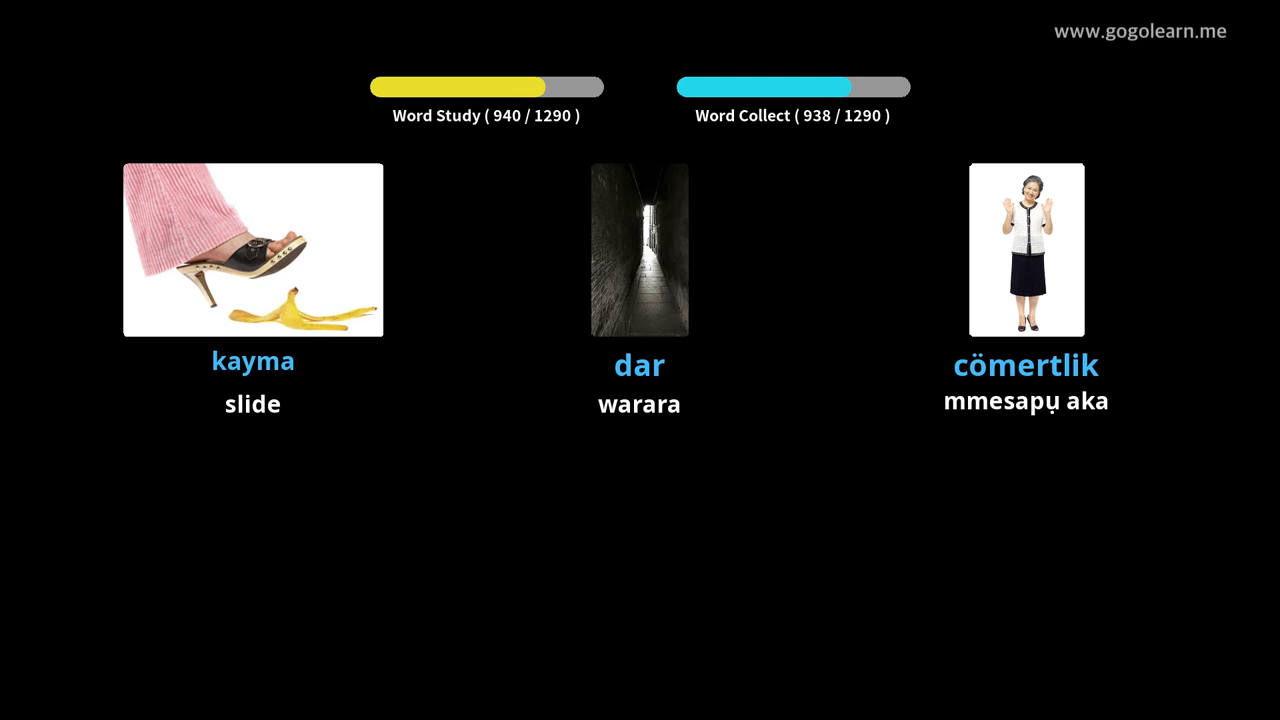 www.gogolearn.me
Word Study ( 940 / 1290 )
Word Collect ( 938 / 1290 )
kayma
dar
cömertlik
slide
warara
mmesapụ aka